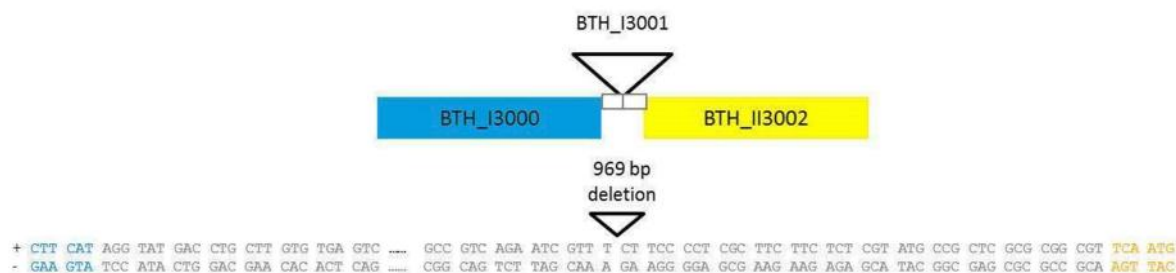 BTH_I3001
BTH_I3000 BTH_II3002
969 bp
deletion
+ CTT CAT AGG TAT GAC CTG CTT GTG TGA GTC ...... GCC GTC AGA ATC GTT T CT TCC CCT CGC TTC TTC TCT CGT ATG CCG CTC GCG CGG CGT TCA ATG
- GAA GTA TCC ATA CTG GAC GAA CAC ACT CAG ...... CGG CAG TCT TAG CAA A GA AGG GGA GCG AAG AAG AGA GCA TAC GGC GAG CGC GCC GCA AGT TAC